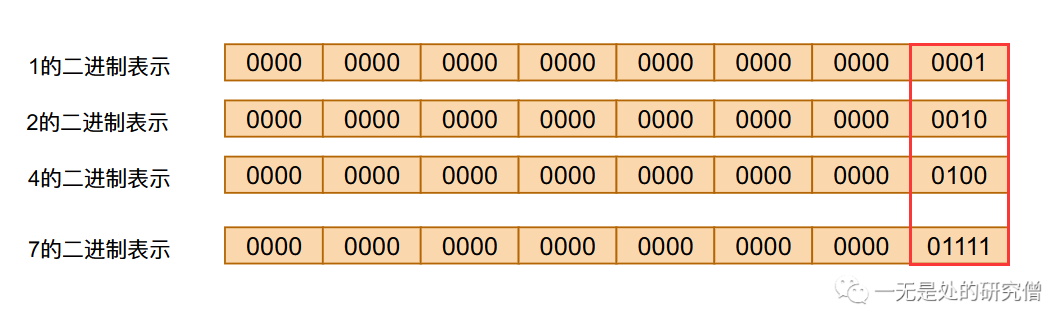 1的二进制表示 0000 0000 0000 0000 0000 0000 0000 0001
2的二进制表示 0000 0000 0000 0000 0000 0000 0000 0010
4的二进制表示 0000 0000 0000 0000 0000 0000 0000 0100
7的二进制表示 0000 0000 0000 0000 0000 0000 0000 01111
一无是处的研究僧